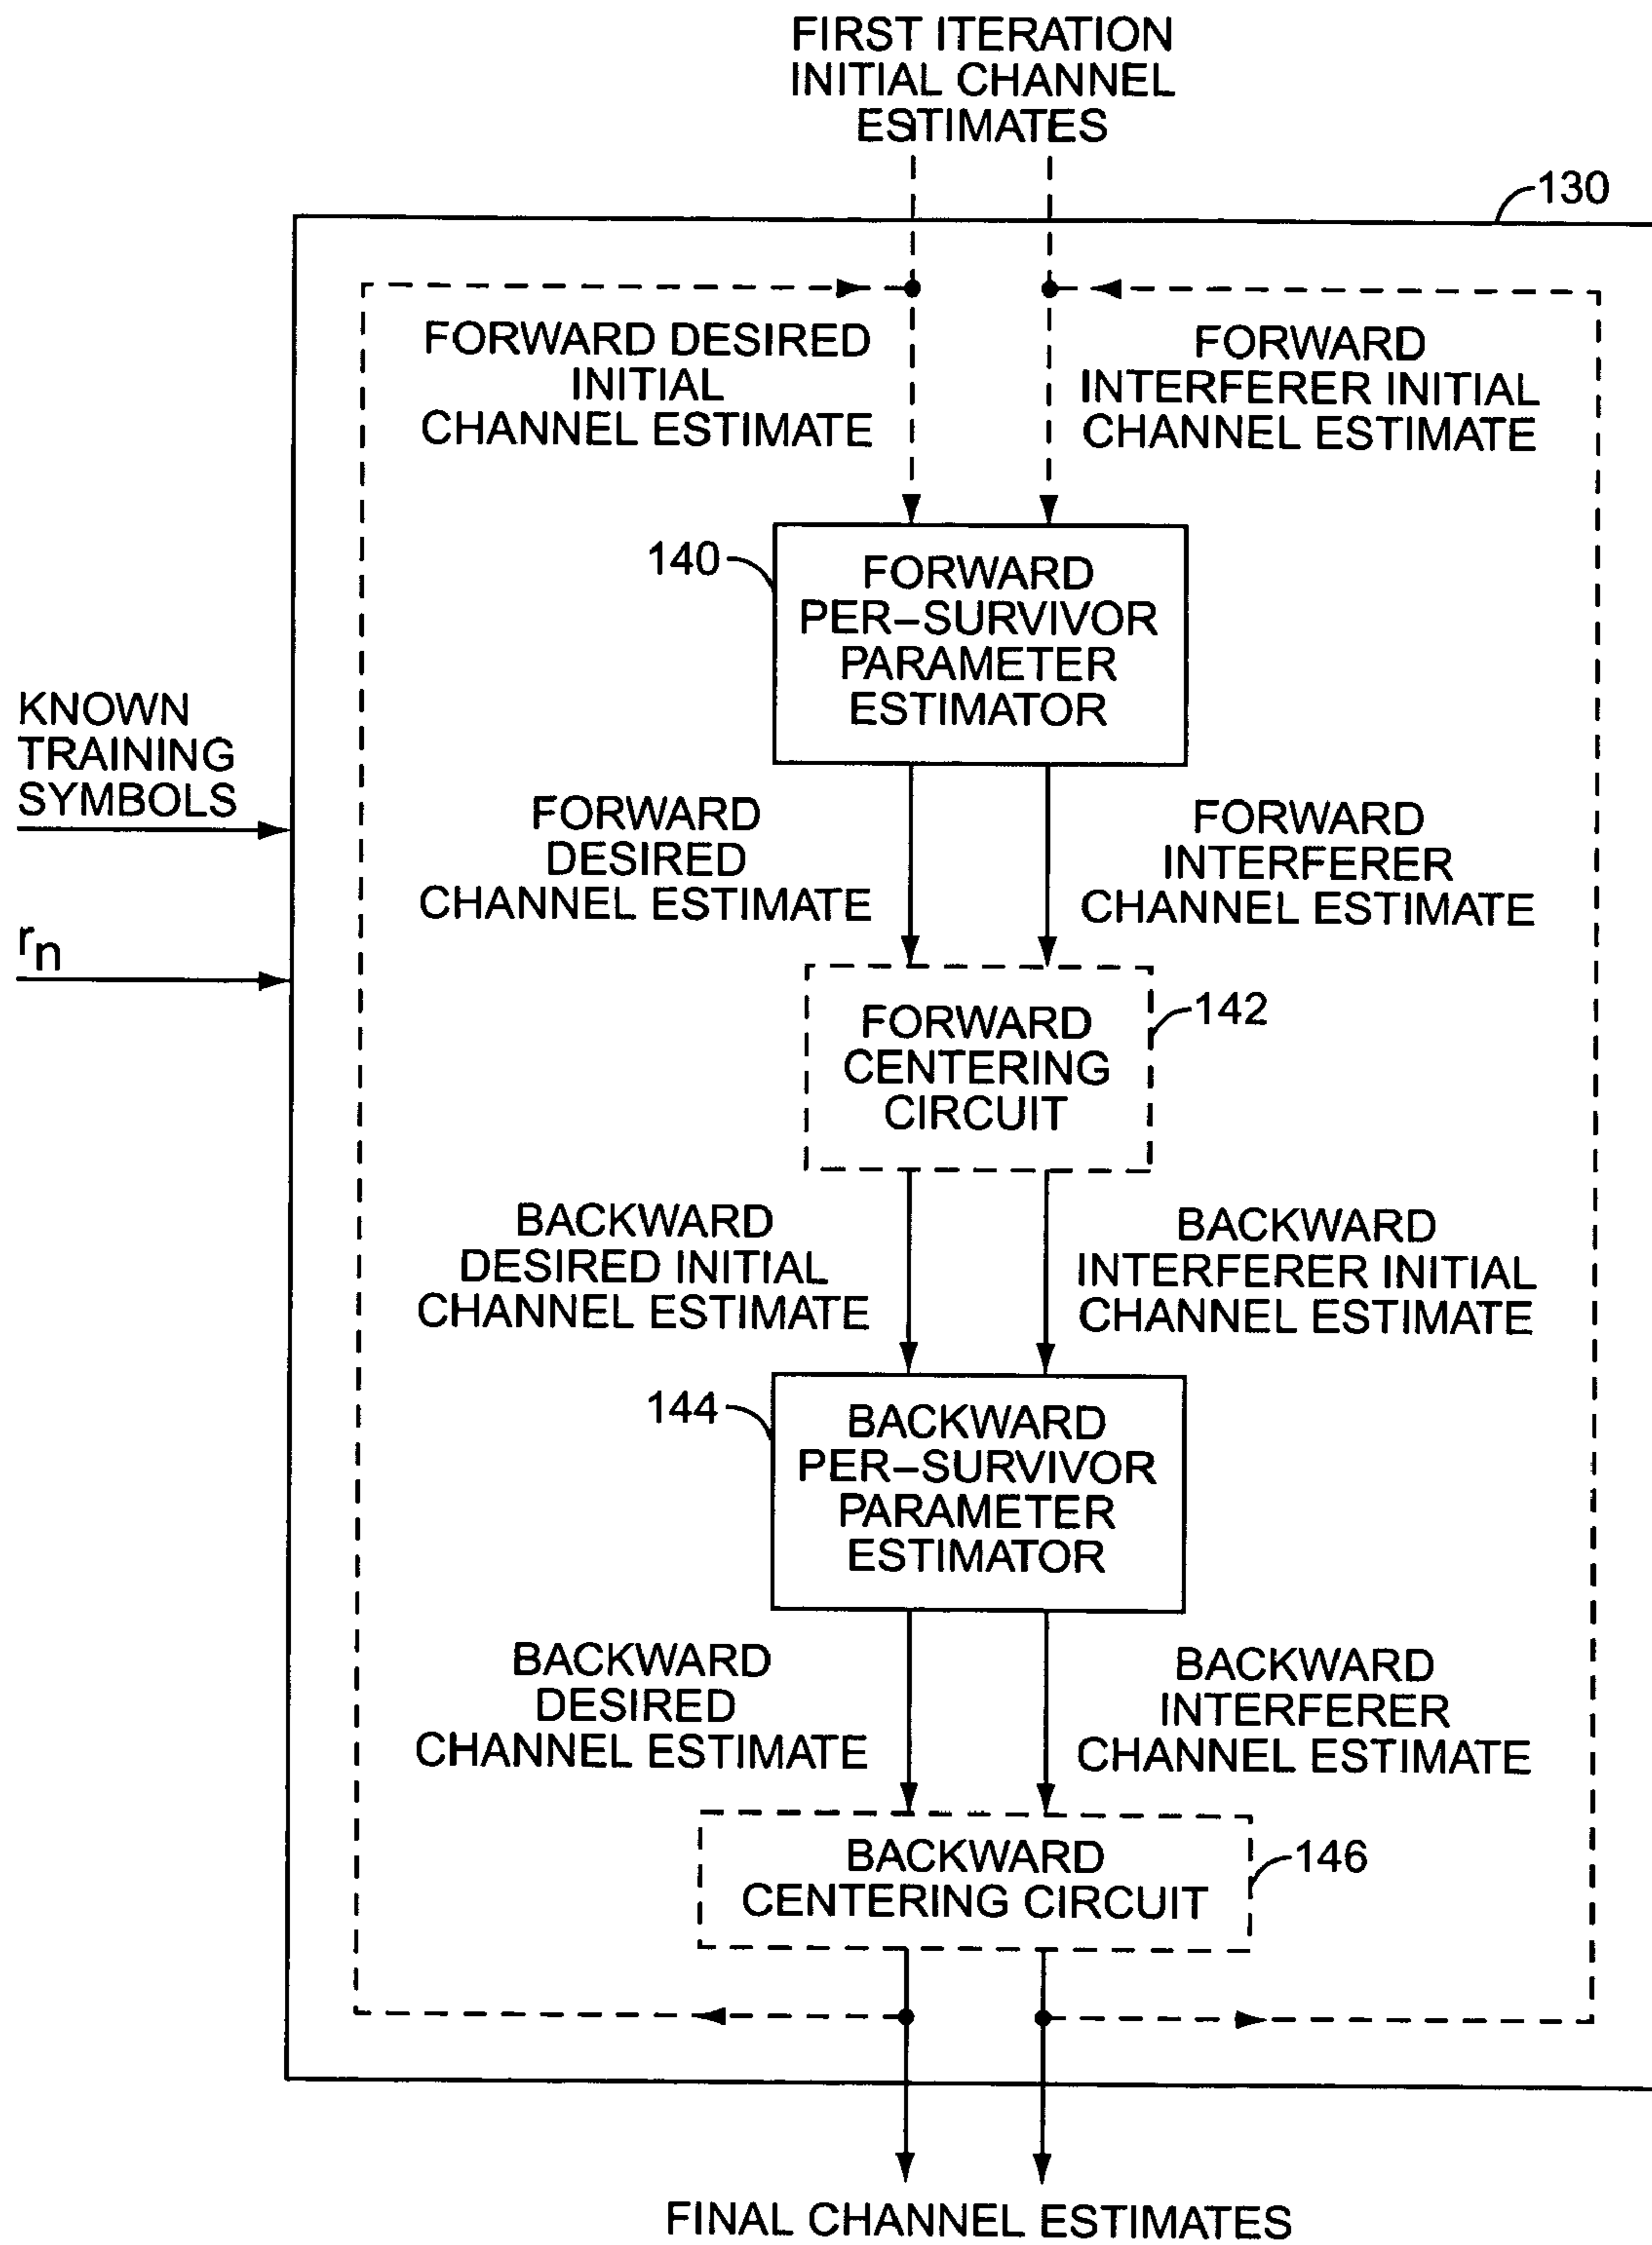 FIRST ITERATION
INITIAL CHANNEL
ESTIMATES
130
FORWARD DESIRED
INITIAL
CHANNEL ESTIMATE
FORWARD
INTERFERER INITIAL
CHANNEL ESTIMATE
140
FORWARD
PER–SURVIVOR
PARAMETER
ESTIMATOR
KNOWN
TRAINING
SYMBOLS
rn
FORWARD
DESIRED
CHANNEL ESTIMATE
FORWARD
INTERFERER
CHANNEL ESTIMATE
FORWARD
CENTERING
CIRCUIT
142
BACKWARD
DESIRED INITIAL
CHANNEL ESTIMATE
BACKWARD
INTERFERER INITIAL
CHANNEL ESTIMATE
144
BACKWARD
PER–SURVIVOR
PARAMETER
ESTIMATOR
BACKWARD
DESIRED
CHANNEL ESTIMATE
BACKWARD
INTERFERER
CHANNEL ESTIMATE
BACKWARD
CENTERING CIRCUIT
146
FINAL CHANNEL ESTIMATES